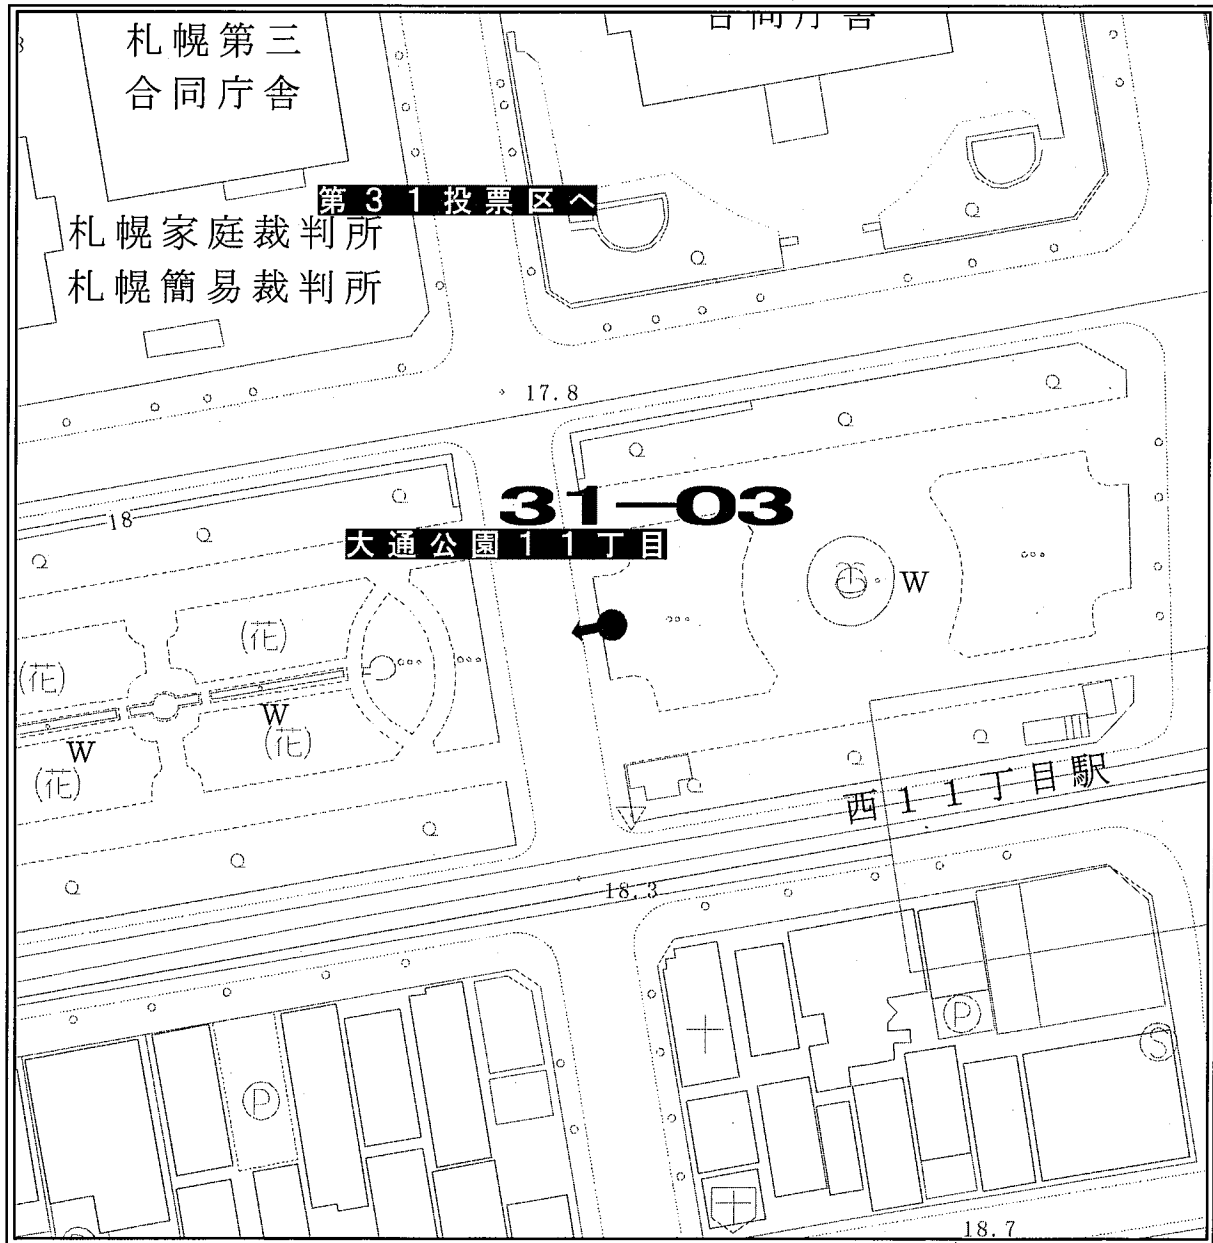 札幌第三
合同庁舎
合同庁舎
第31投票区へ
札幌家庭裁判所
札幌簡易裁判所
17.8
31-03
18
大通公園11丁目
W
(花)
(花)
W
(花)
W
(花)
西11丁目駅
18.3
P
S
P
P
18.7